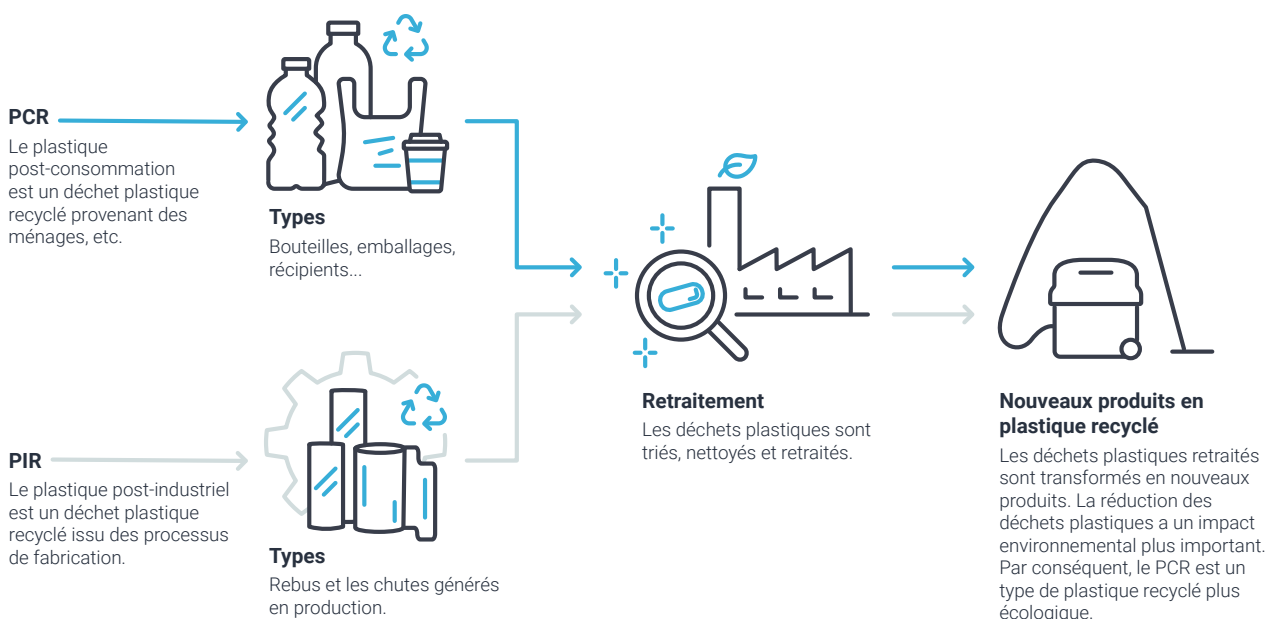 PCR
Le plastique
post-consommation
est un déchet plastique
recyclé provenant des
ménages, etc.
Types
Bouteilles, emballages,
récipients...
PIR
Le plastique post-industriel
est un déchet plastique
recyclé issu des processus
de fabrication.
Types
Rebus et les chutes générés
en production.
Retraitement
Les déchets plastiques sont
triés, nettoyés et retraités.
Nouveaux produits en
plastique recyclé
Les déchets plastiques retraités
sont transformés en nouveaux
produits. La réduction des
déchets plastiques a un impact
environnemental plus important.
Par conséquent, le PCR est un
type de plastique recyclé plus
écologique.